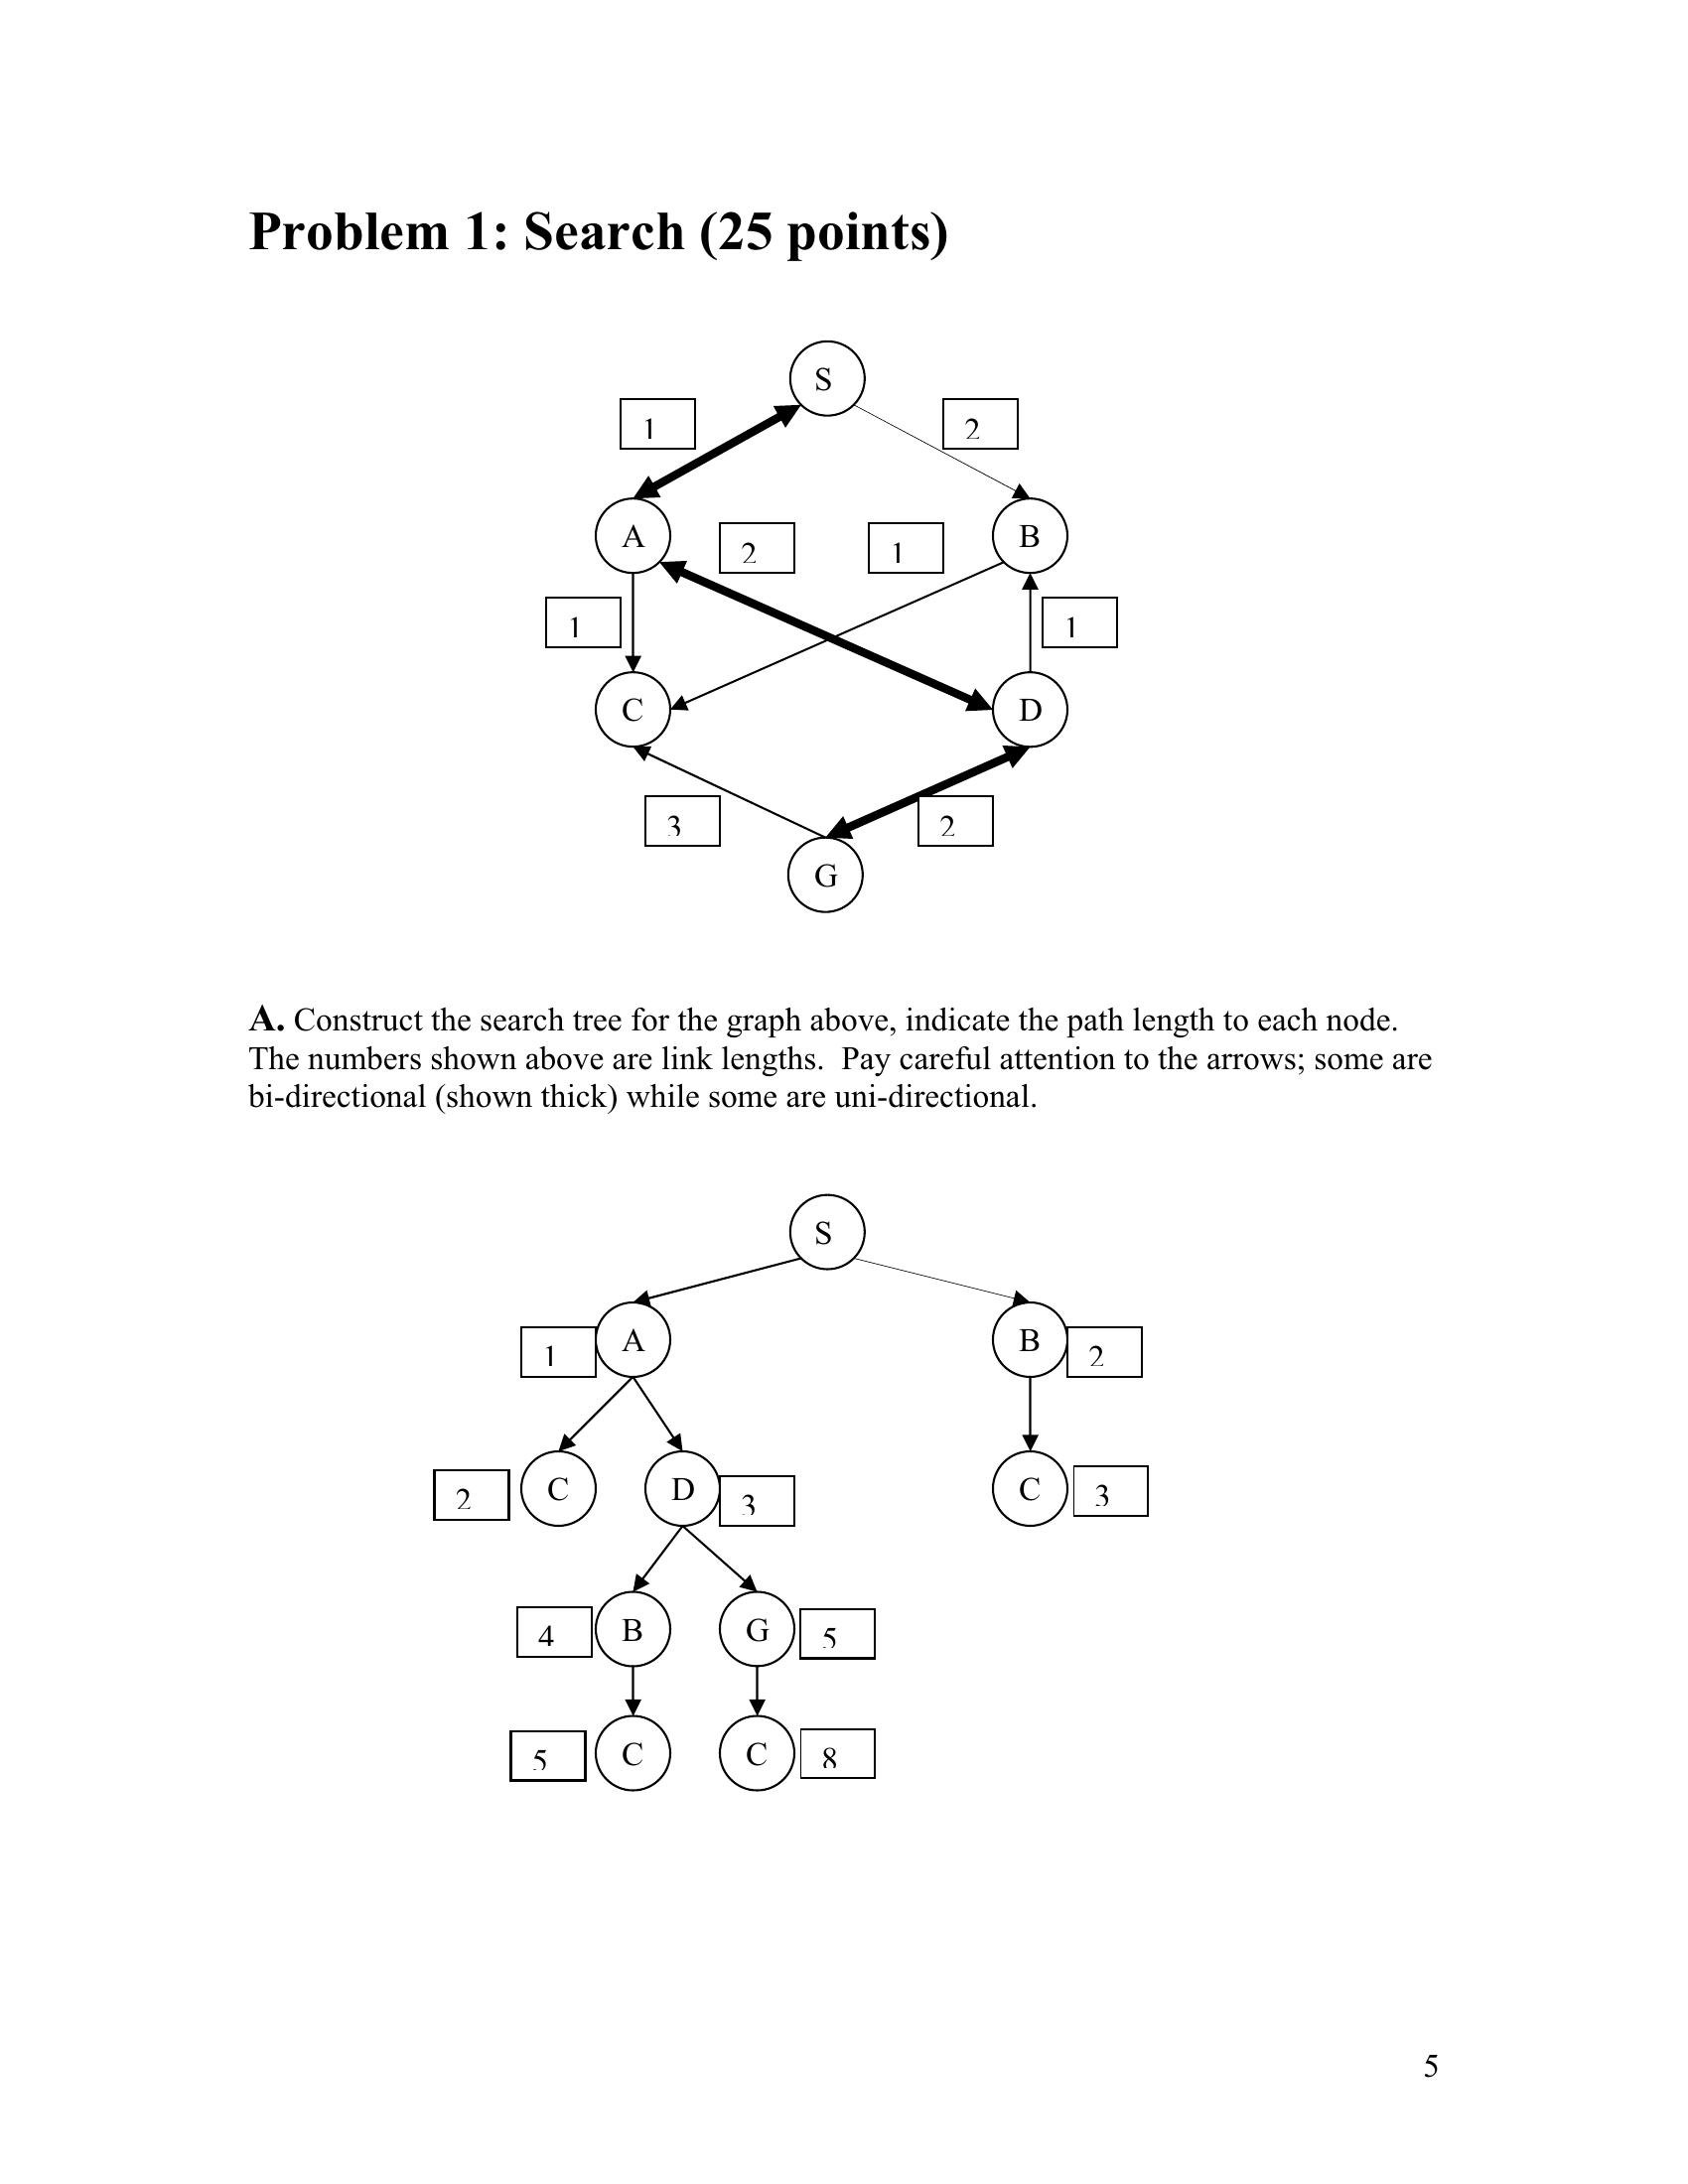 Problem 1: Search (25 points)
S
1
2
A
2
1
B
1
1
C
D
3
2
G
A. Construct the search tree for the graph above, indicate the path length to each node.
The numbers shown above are link lengths.  Pay careful attention to the arrows; some are
bi-directional (shown thick) while some are uni-directional.
S
1
A
B
2
2
C
D
3
C
3
4
B
G
5
5
C
C
8
5